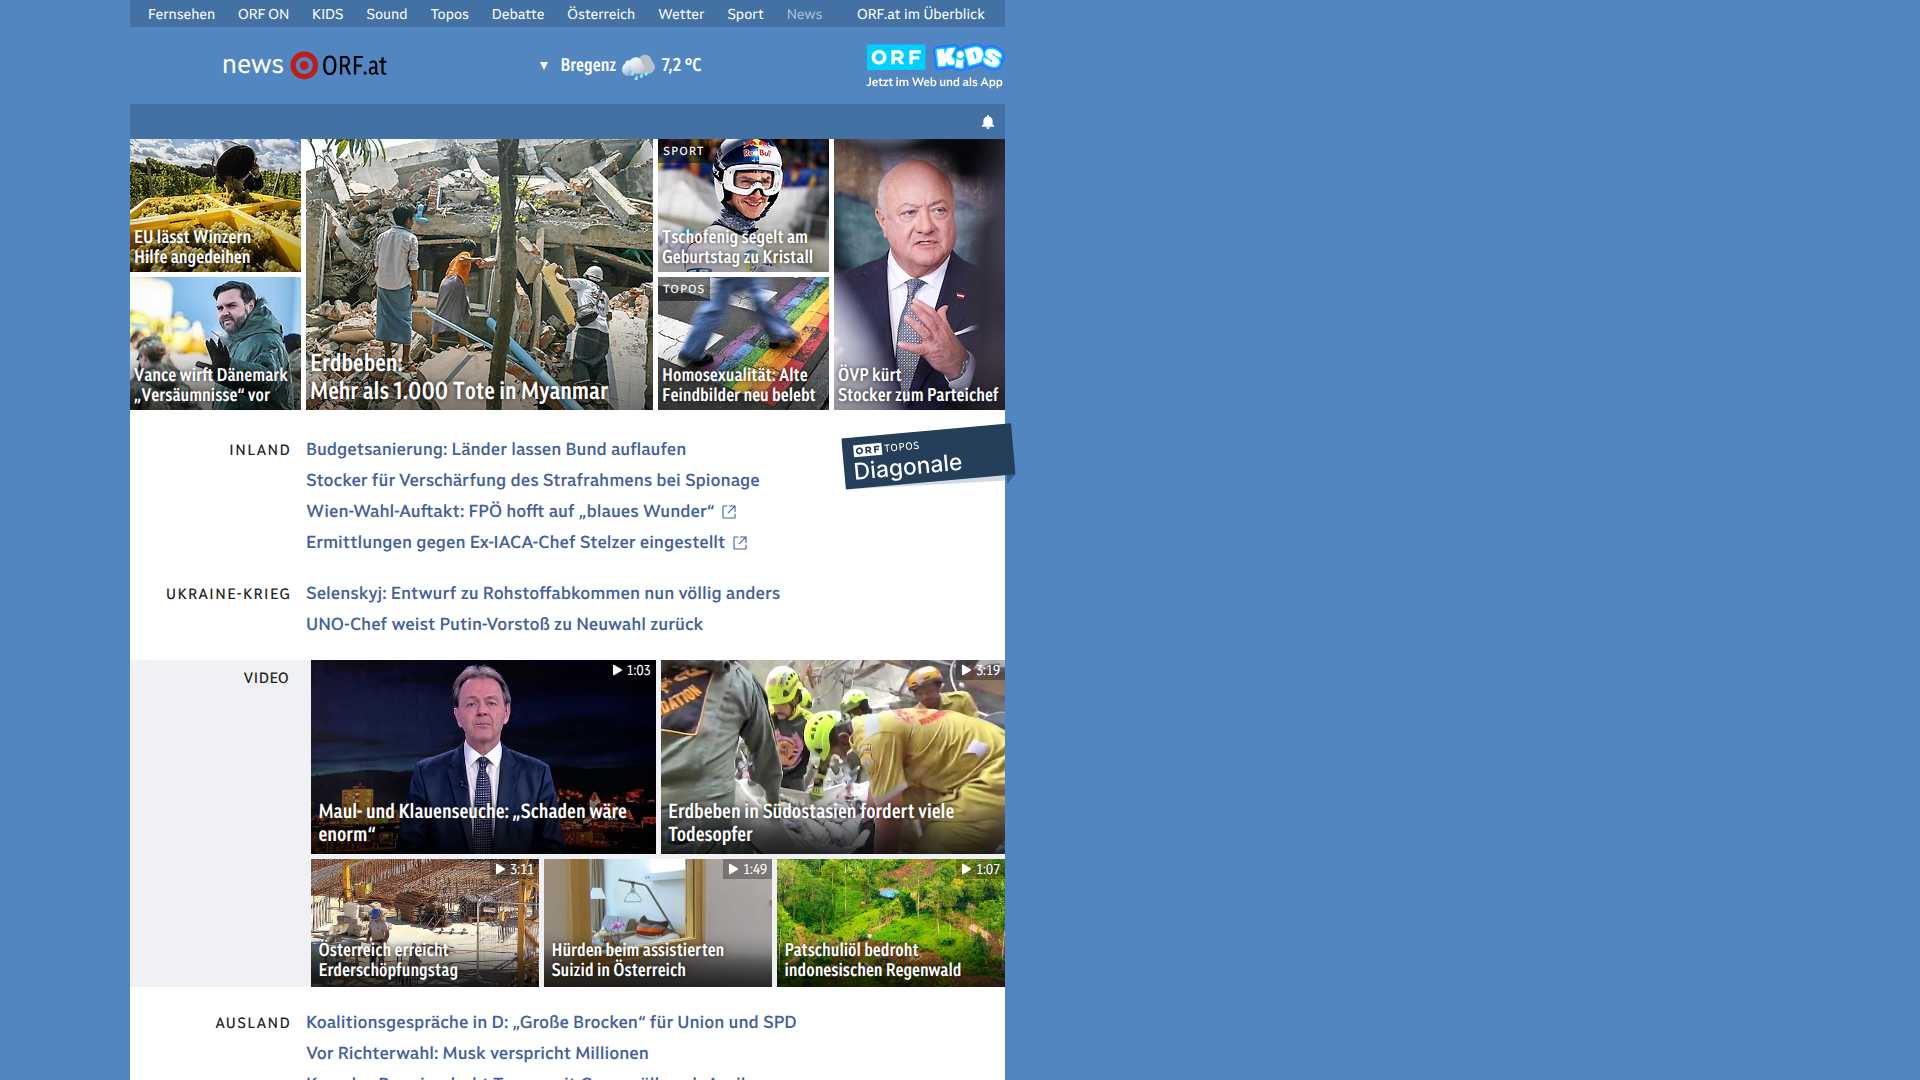 Fernsehen ORF ON KIDS Sound Topos Debatte Österreich Wetter Sport News ORF.at im Überblick
news ORF.at
Bregenz 7,2 °C
ORF KiDS
Jetzt im Web und als App
EU lässt Winzern
Hilfe angedeihen
Vance wirft Dänemark
„Versäumnisse“ vor
Erdbeben:
Mehr als 1.000 Tote in Myanmar
SPORT
Red Bull
Tschofenig segelt am
Geburtstag zu Kristall
TOPOS
Homosexualität: Alte
Feindbilder neu belebt
ÖVP kürt
Stocker zum Parteichef
INLAND
Budgetsanierung: Länder lassen Bund auflaufen
Stocker für Verschärfung des Strafrahmens bei Spionage
Wien-Wahl-Auftakt: FPÖ hofft auf „blaues Wunder“
Ermittlungen gegen Ex-IACA-Chef Stelzer eingestellt
ORF TOPOS
Diagonale
UKRAINE-KRIEG
Selenskyj: Entwurf zu Rohstoffabkommen nun völlig anders
UNO-Chef weist Putin-Vorstoß zu Neuwahl zurück
VIDEO
1:03
Maul- und Klauenseuche: „Schaden wäre
enorm“
3:19
Erdbeben in Südostasien fordert viele
Todesopfer
3:11
Österreich erreicht
Erderschöpfungstag
1:49
Hürden beim assistierten
Suizid in Österreich
1:07
Patschuliöl bedroht
indonesischen Regenwald
AUSLAND
Koalitionsgespräche in D: „Große Brocken“ für Union und SPD
Vor Richterwahl: Musk verspricht Millionen